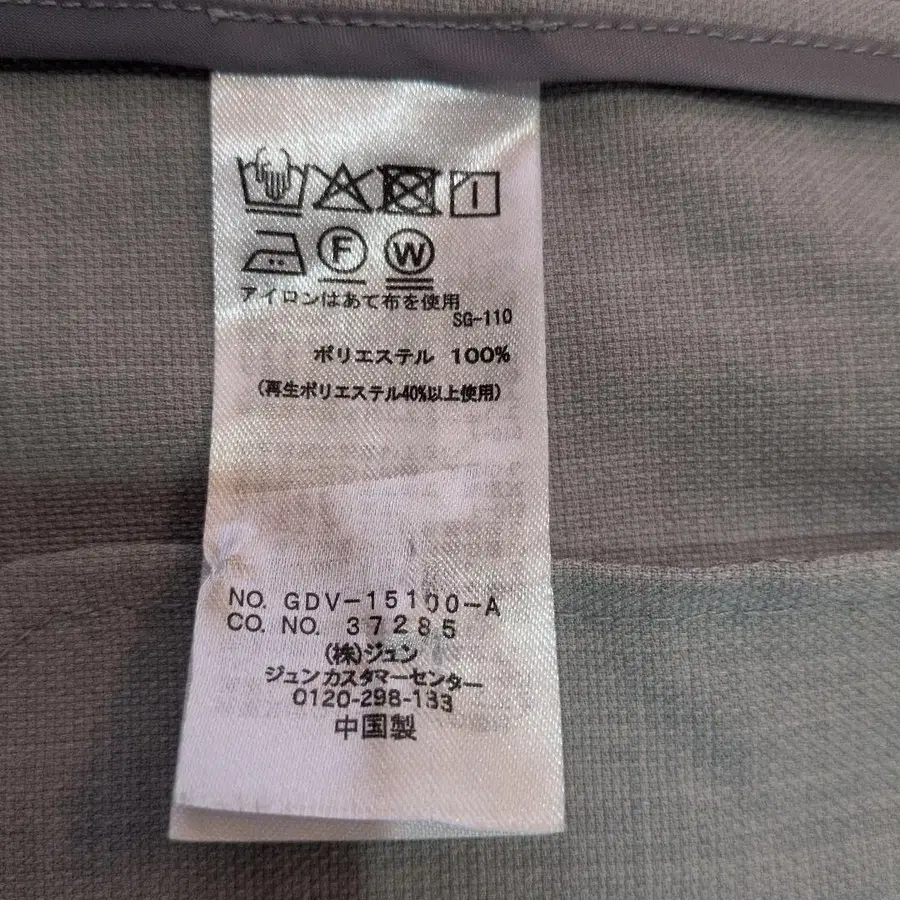 F W
アイロンはあて布を使用
SG-110
ポリエステル 100%
(再生ポリエステル40%以上使用)
NO. GDV-15100-A
CO. NO. 37285
(株)ジュン
ジュンカスタマーセンター
0120-298-133
中国製